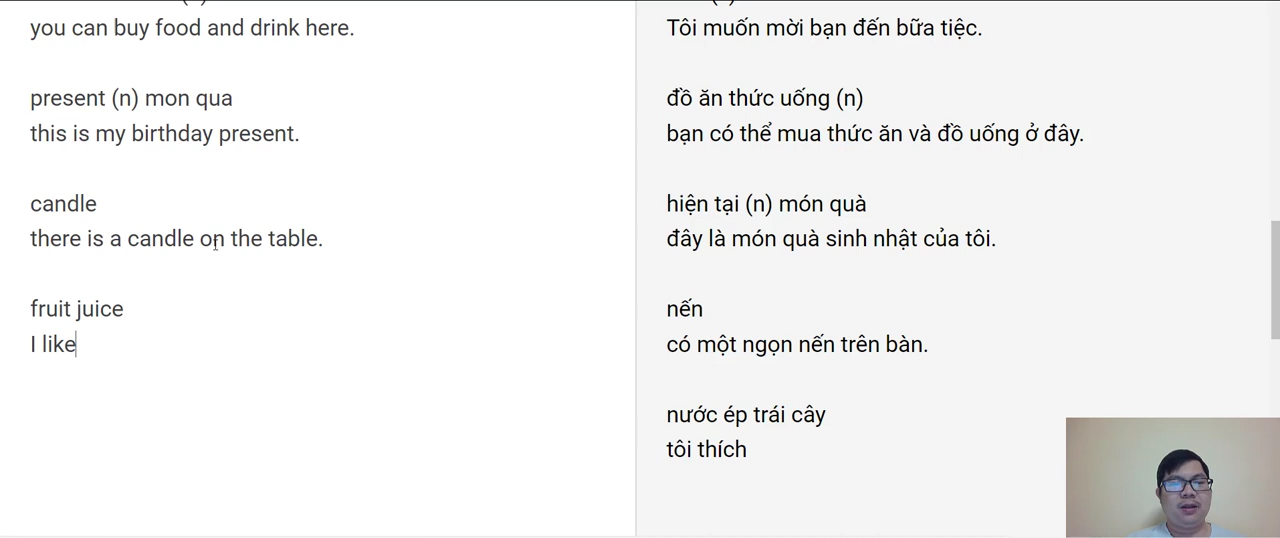 you can buy food and drink here.
present (n) mon qua
this is my birthday present.
candle
there is a candle on the table.
fruit juice
I like
Tôi muốn mời bạn đến bữa tiệc.
đồ ăn thức uống (n)
bạn có thể mua thức ăn và đồ uống ở đây.
hiện tại (n) món quà
đây là món quà sinh nhật của tôi.
nến
có một ngọn nến trên bàn.
nước ép trái cây
tôi thích